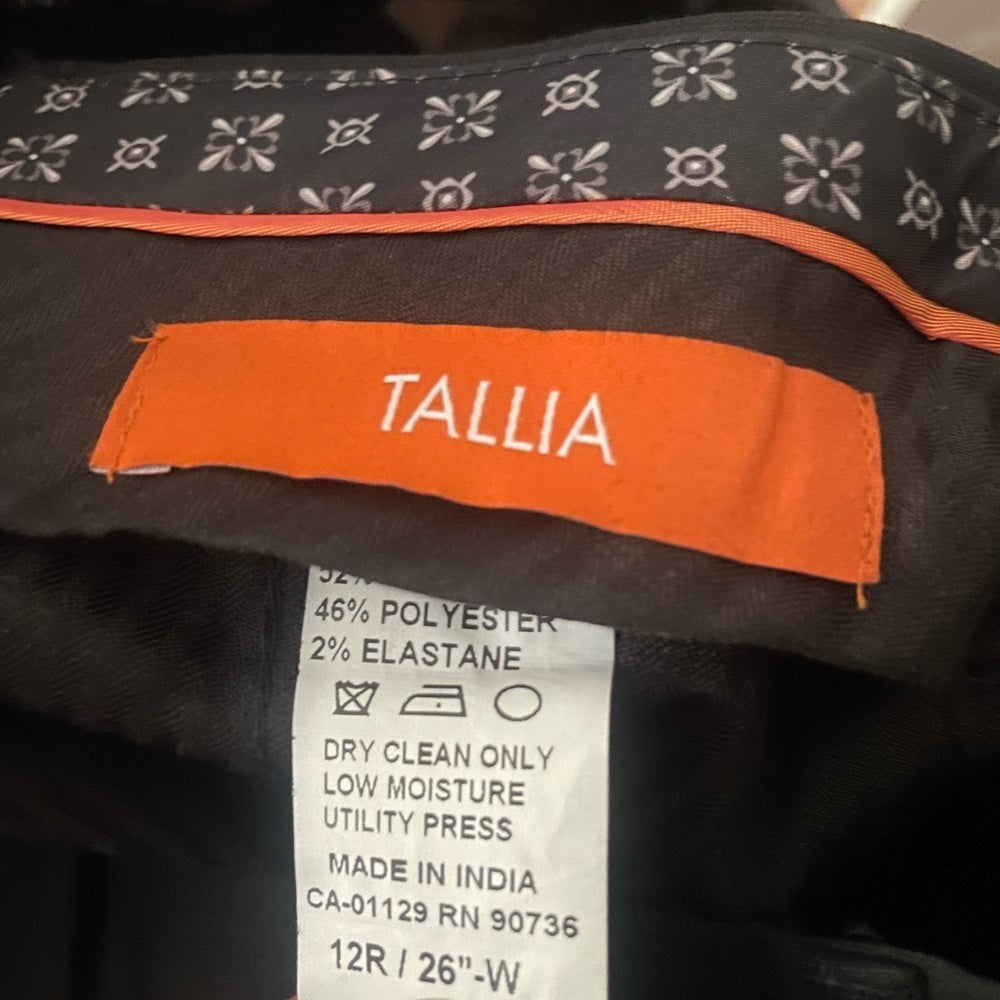 TALLIA
52%
46% POLYESTER
2% ELASTANE
DRY CLEAN ONLY
LOW MOISTURE
UTILITY PRESS
MADE IN INDIA
CA-01129 RN 90736
12R / 26"-W